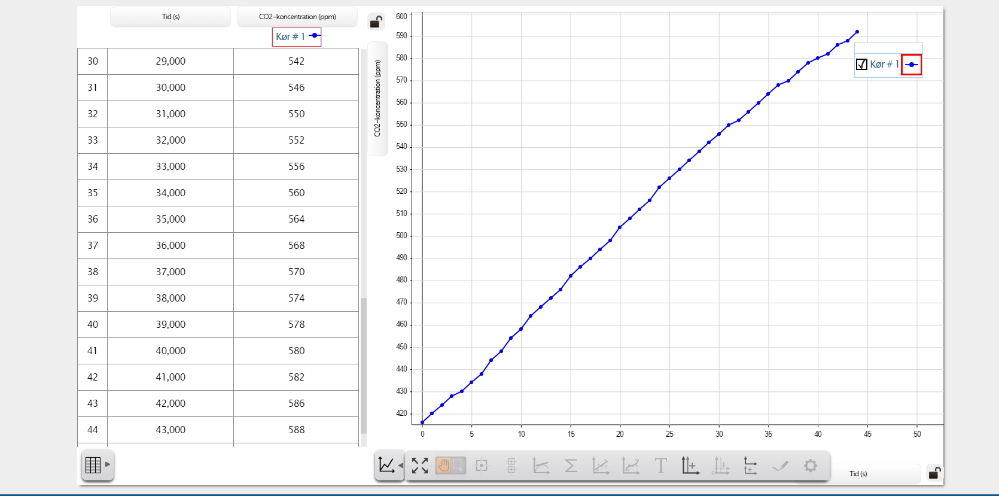 Tid (s) CO2-koncentration (ppm)
Kør # 1
30 29,000 542
31 30,000 546
32 31,000 550
33 32,000 552
34 33,000 556
35 34,000 560
36 35,000 564
37 36,000 568
38 37,000 570
39 38,000 574
40 39,000 578
41 40,000 580
42 41,000 582
43 42,000 586
44 43,000 588
CO2-koncentration (ppm)
600
590
580
570
560
550
540
530
520
510
500
490
480
470
460
450
440
430
420
0 5 10 15 20 25 30 35 40 45 50
Kør # 1
Tid (s)